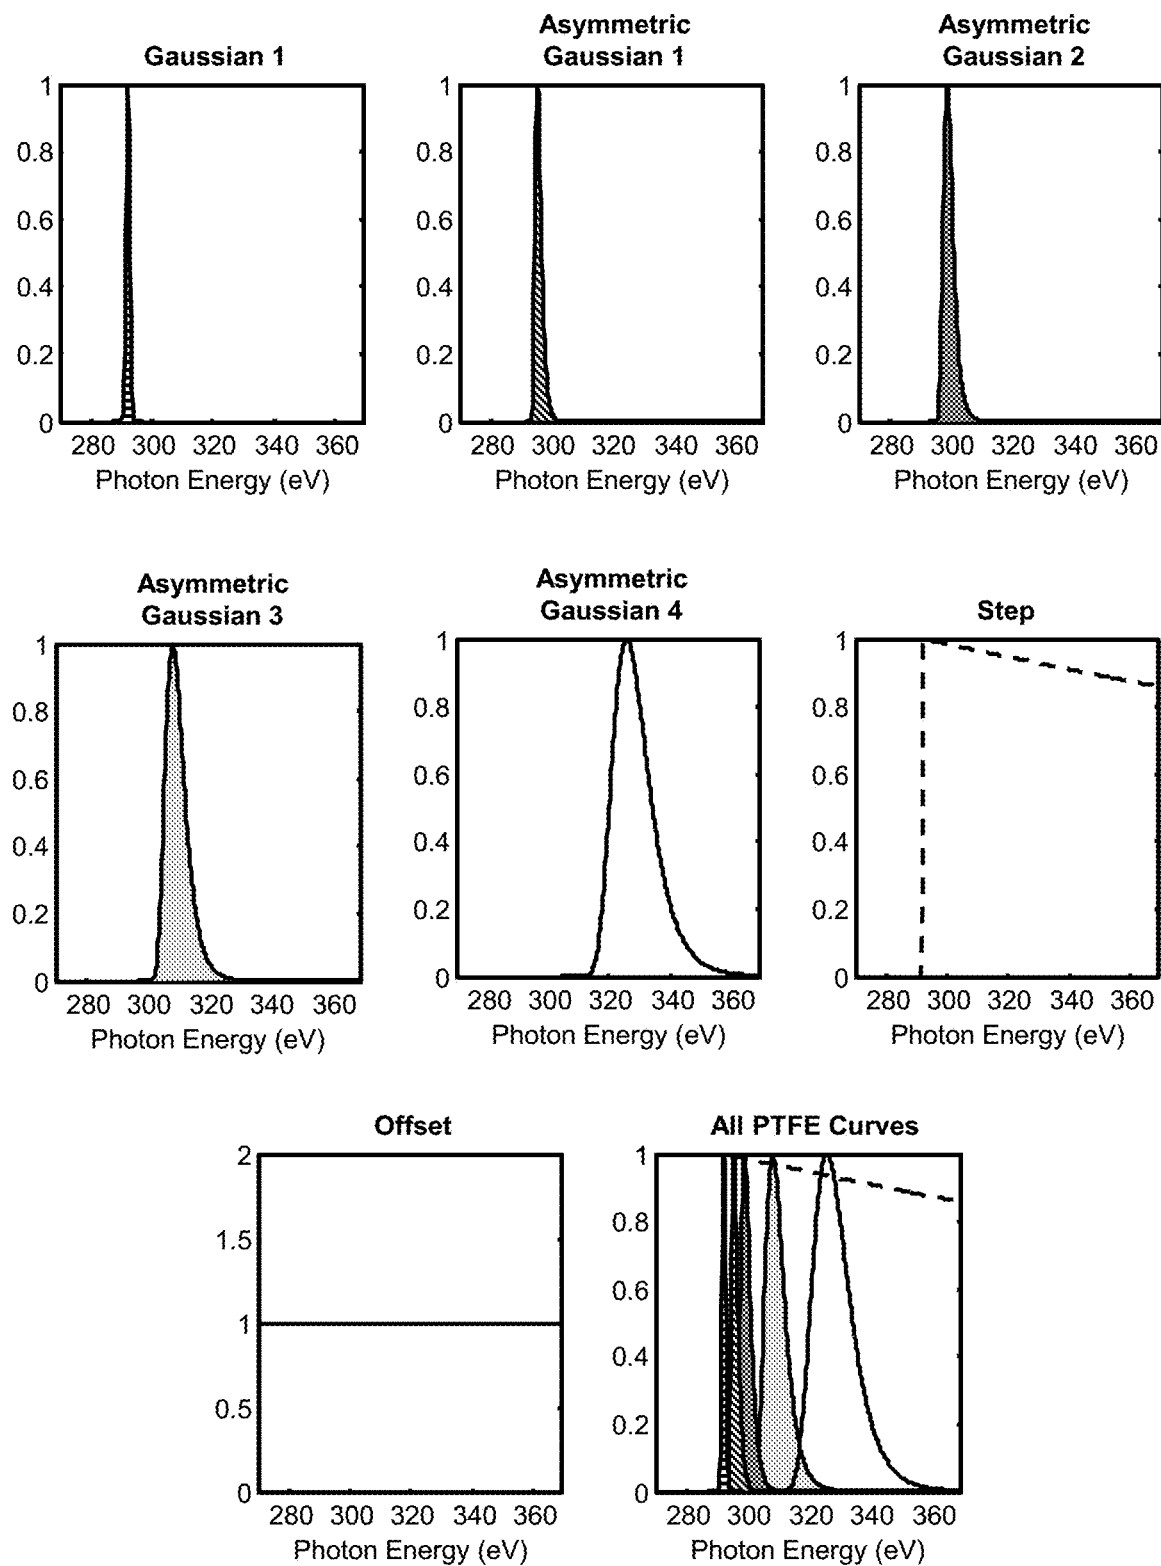 Gaussian 1
Asymmetric
Gaussian 1
Asymmetric
Gaussian 2
1
0.8
0.6
0.4
0.2
0
280 300 320 340 360
Photon Energy (eV)
1
0.8
0.6
0.4
0.2
0
280 300 320 340 360
Photon Energy (eV)
1
0.8
0.6
0.4
0.2
0
280 300 320 340 360
Photon Energy (eV)
Asymmetric
Gaussian 3
Asymmetric
Gaussian 4
Step
1
0.8
0.6
0.4
0.2
0
280 300 320 340 360
Photon Energy (eV)
1
0.8
0.6
0.4
0.2
0
280 300 320 340 360
Photon Energy (eV)
1
0.8
0.6
0.4
0.2
0
280 300 320 340 360
Photon Energy (eV)
Offset
All PTFE Curves
2
1.5
1
0.5
0
280 300 320 340 360
Photon Energy (eV)
1
0.8
0.6
0.4
0.2
0
280 300 320 340 360
Photon Energy (eV)